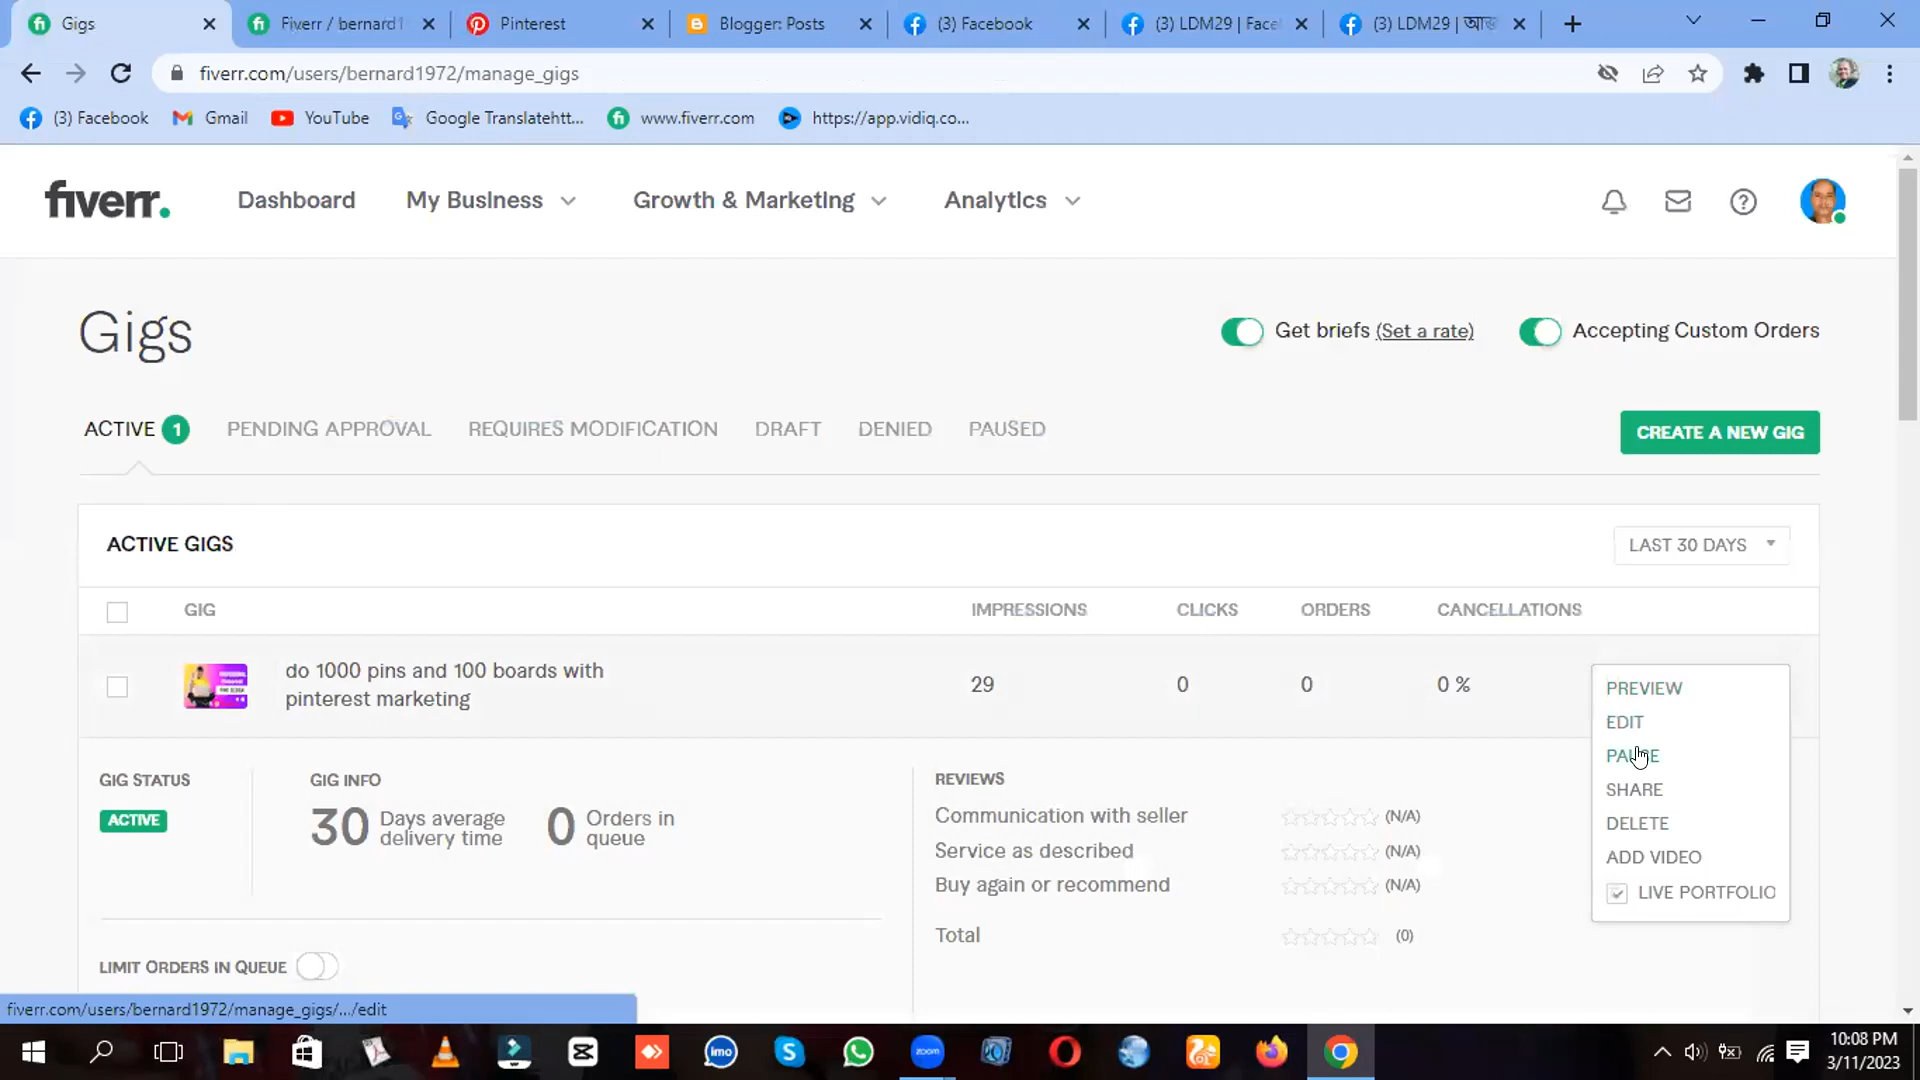 Gigs
Fiverr / bernard1
Pinterest
Blogger: Posts
(3) Facebook
(3) LDM29 | Face
(3) LDM29 | আজ
fiverr.com/users/bernard1972/manage_gigs
(3) Facebook
Gmail
YouTube
Google Translatehtt...
www.fiverr.com
https://app.vidiq.co...
fiverr.
Dashboard
My Business
Growth & Marketing
Analytics
Gigs
Get briefs (Set a rate)
Accepting Custom Orders
ACTIVE 1
PENDING APPROVAL
REQUIRES MODIFICATION
DRAFT
DENIED
PAUSED
CREATE A NEW GIG
ACTIVE GIGS
LAST 30 DAYS
GIG
IMPRESSIONS
CLICKS
ORDERS
CANCELLATIONS
do 1000 pins and 100 boards with
pinterest marketing
29
0
0
0 %
PREVIEW
EDIT
PAUSE
SHARE
DELETE
ADD VIDEO
LIVE PORTFOLIO
GIG STATUS
ACTIVE
GIG INFO
30 Days average
delivery time
0 Orders in
queue
REVIEWS
Communication with seller
(N/A)
Service as described
(N/A)
Buy again or recommend
(N/A)
Total
(0)
LIMIT ORDERS IN QUEUE
fiverr.com/users/bernard1972/manage_gigs/.../edit
imo
zoom
10:08 PM
3/11/2023